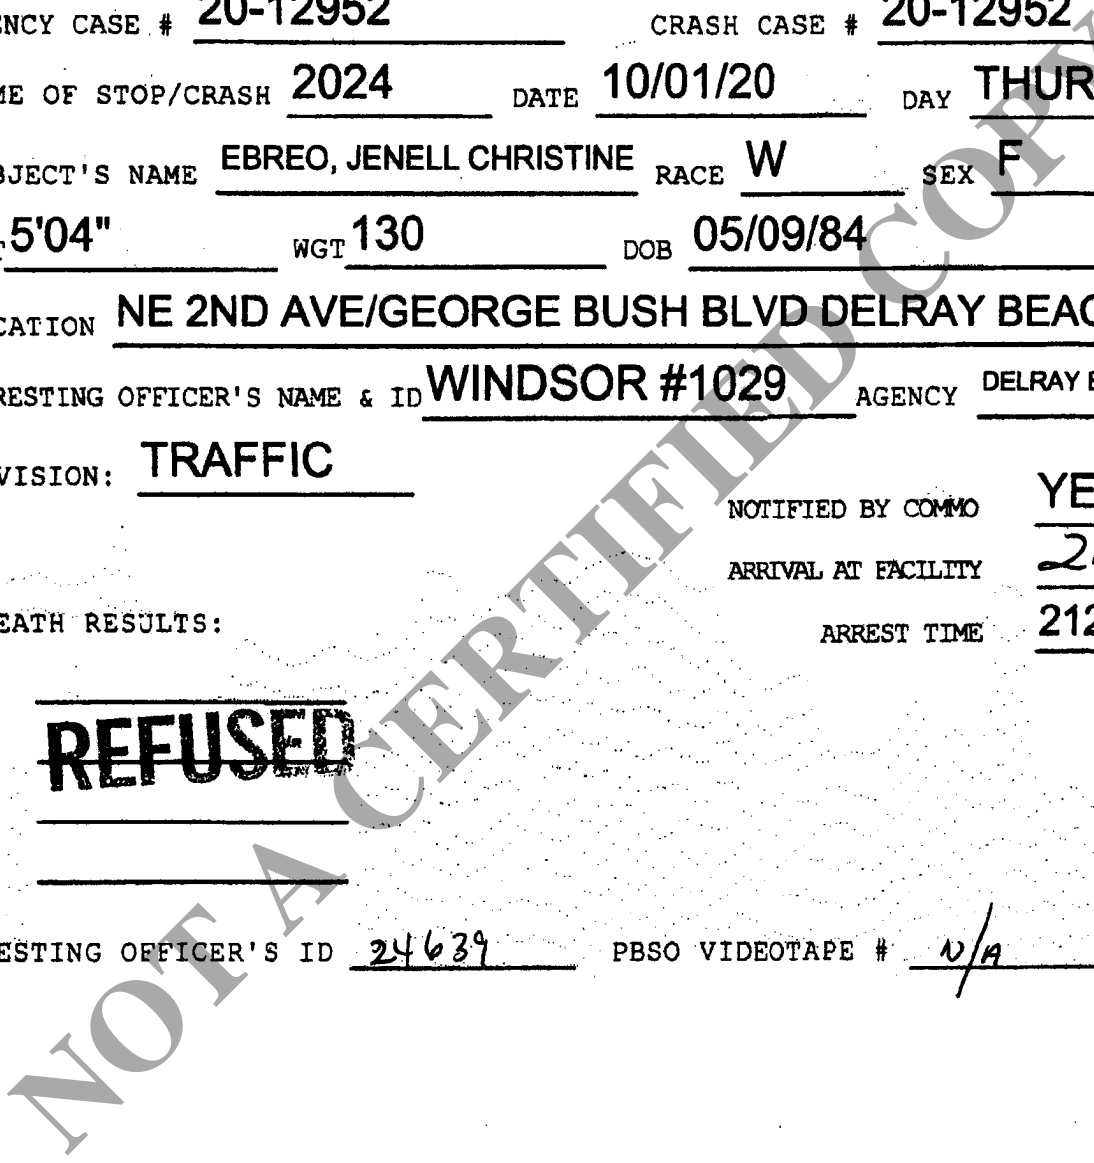 NCY CASE # 20-12952 CRASH CASE # 20-12952
ME OF STOP/CRASH 2024 DATE 10/01/20 DAY THUR
BJECT'S NAME EBREO, JENELL CHRISTINE RACE W SEX F
T 5'04" WGT 130 DOB 05/09/84
CATION NE 2ND AVE/GEORGE BUSH BLVD DELRAY BEAC
RESTING OFFICER'S NAME & ID WINDSOR #1029 AGENCY DELRAY B
VISION: TRAFFIC
NOTIFIED BY COMMO YE
ARRIVAL AT FACILITY 2
EATH RESULTS:
ARREST TIME 212
REFUSED
ESTING OFFICER'S ID 24639 PBSO VIDEOTAPE # N/A
NOT A CERTIFIED COPY